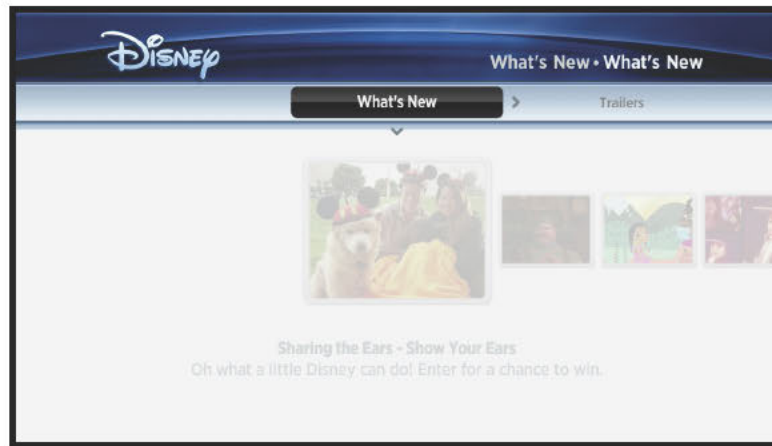 Disney
What's New • What's New
What's New > Trailers
Sharing the Ears - Show Your Ears
Oh what a little Disney can do! Enter for a chance to win.